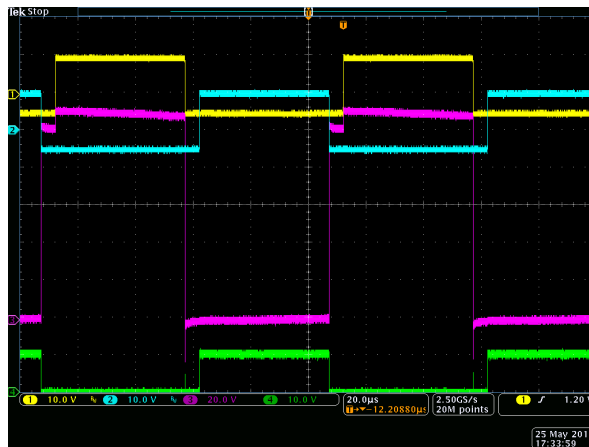 Tek Stop
T
T
1
2
3
4
1 10.0 V 2 10.0 V 3 20.0 V 4 10.0 V 20.0µs 2.50GS/s 1 1.20 V
T→▼−12.20880µs 20M points
25 May 201
17:33:59